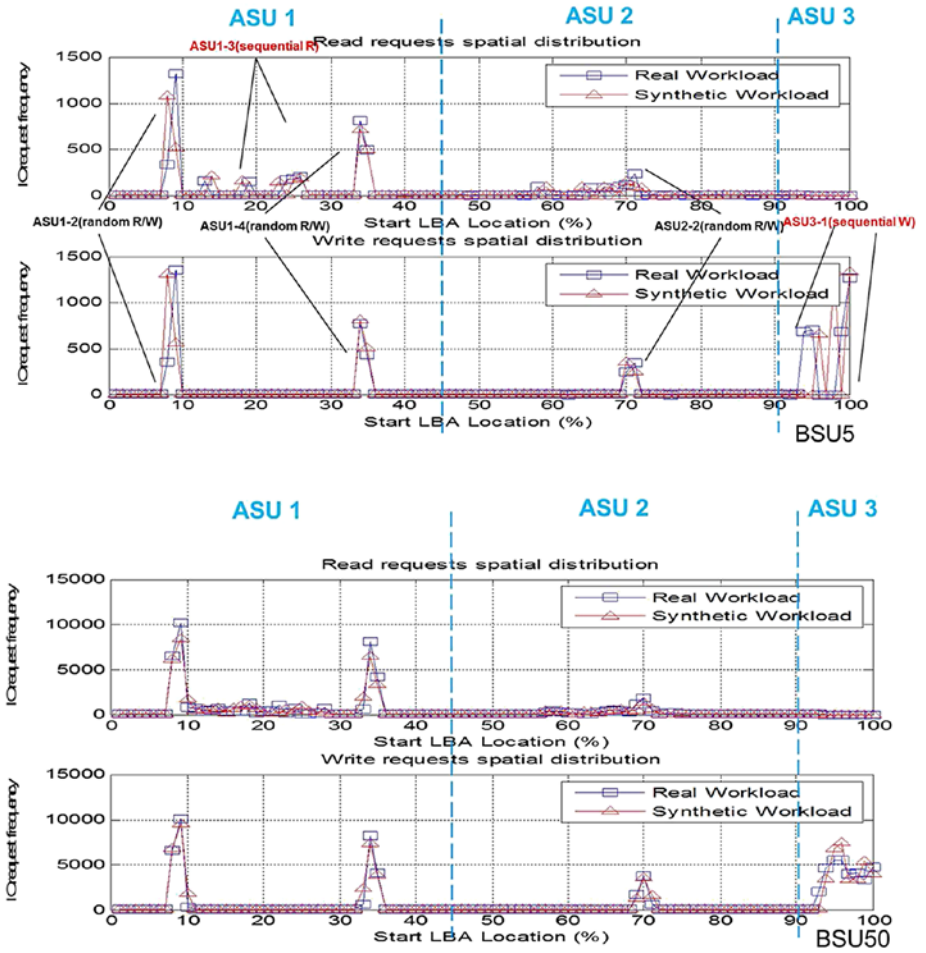 ASU 1
ASU 2
ASU 3
Read requests spatial distribution
ASU1-3(sequential R)
1500
1000
500
0
IO request frequency
Real Workload
Synthetic Workload
0 10 20 30 40 50 60 70 80 90 100
Start LBA Location (%)
ASU1-2(random R/W)
ASU1-4(random R/W)
ASU2-2(random R/W)
ASU3-1(sequential W)
Write requests spatial distribution
1500
1000
500
0
IO request frequency
Real Workload
Synthetic Workload
0 10 20 30 40 50 60 70 80 90 100
Start LBA Location (%)
BSU5
ASU 1
ASU 2
ASU 3
Read requests spatial distribution
15000
10000
5000
0
IO request frequency
Real Workload
Synthetic Workload
0 10 20 30 40 50 60 70 80 90 100
Start LBA Location (%)
Write requests spatial distribution
15000
10000
5000
0
IO request frequency
Real Workload
Synthetic Workload
0 10 20 30 40 50 60 70 80 90 100
Start LBA Location (%)
BSU50